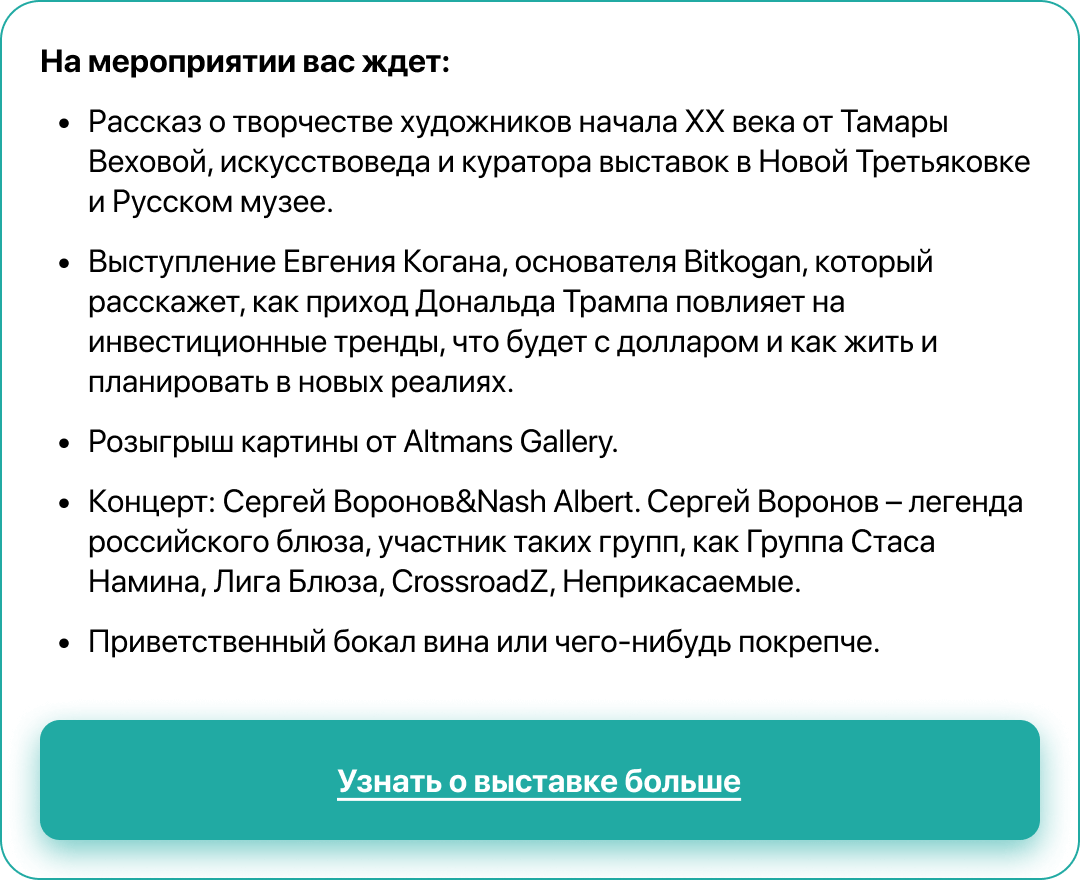 На мероприятии вас ждет:
• Рассказ о творчестве художников начала XX века от Тамары
Веховой, искусствоведа и куратора выставок в Новой Третьяковке
и Русском музее.
• Выступление Евгения Когана, основателя Bitkogan, который
расскажет, как приход Дональда Трампа повлияет на
инвестиционные тренды, что будет с долларом и как жить и
планировать в новых реалиях.
• Розыгрыш картины от Altmans Gallery.
• Концерт: Сергей Воронов&Nash Albert. Сергей Воронов – легенда
российского блюза, участник таких групп, как Группа Стаса
Намина, Лига Блюза, CrossroadZ, Неприкасаемые.
• Приветственный бокал вина или чего-нибудь покрепче.
Узнать о выставке больше